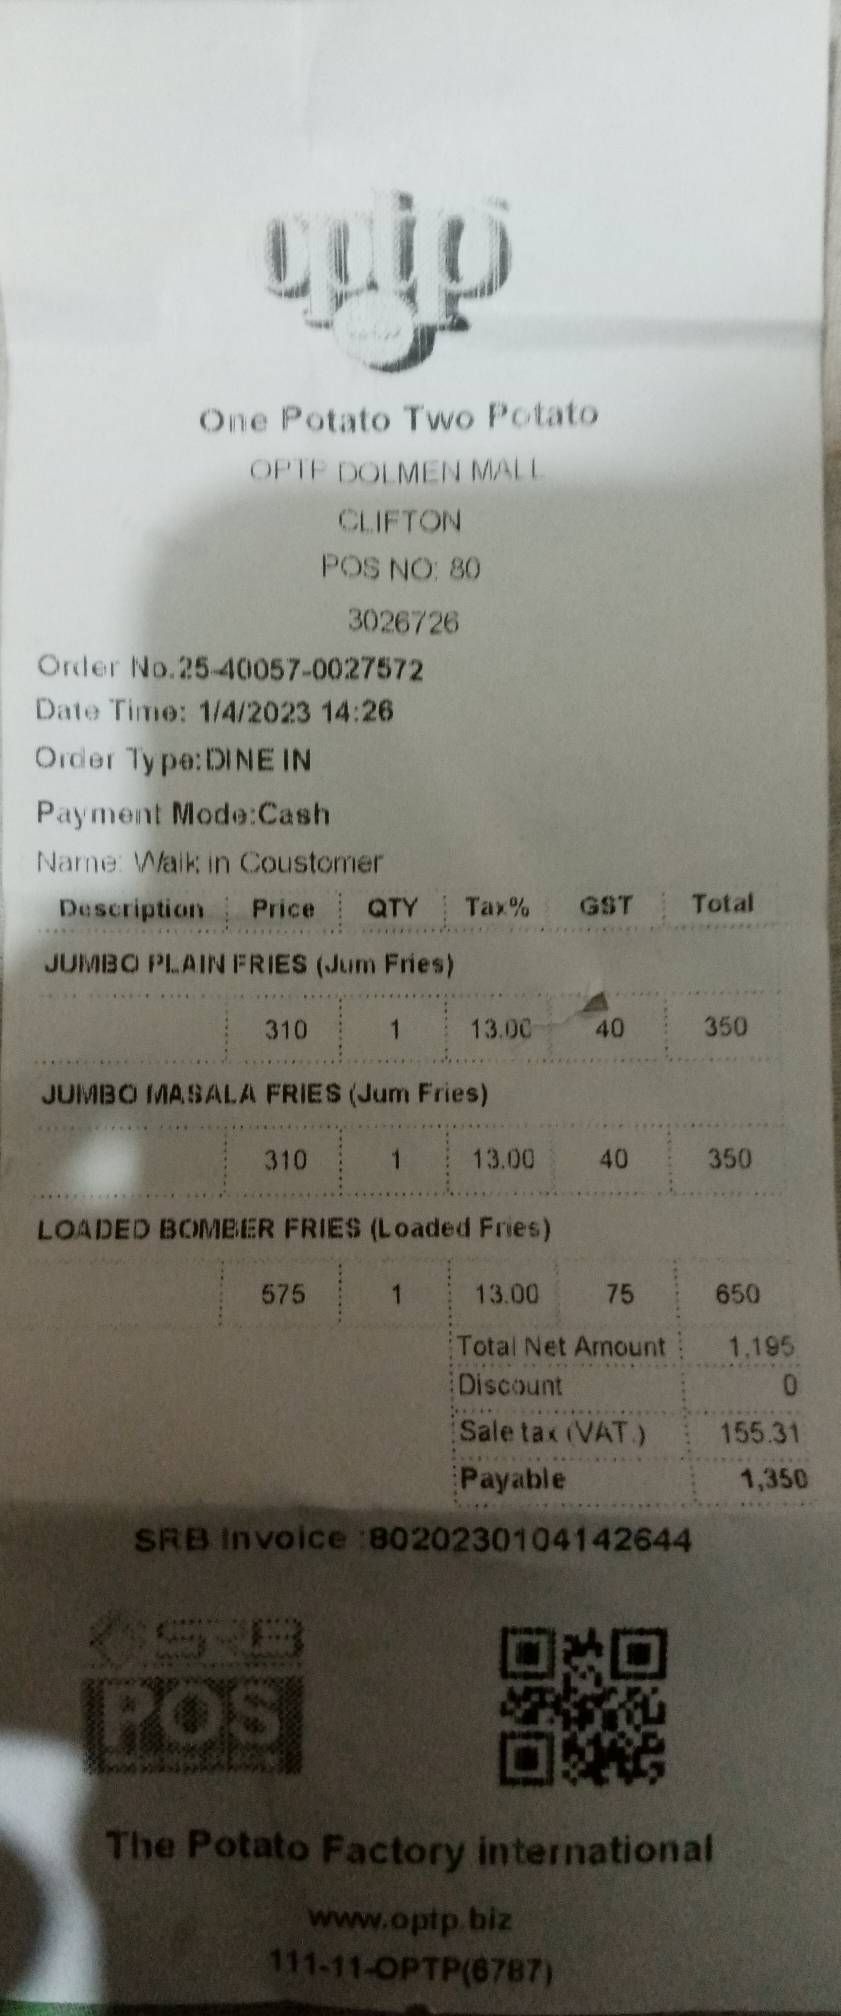 optp
One Potato Two Potato
OPTP DOLMEN MALL
CLIFTON
POS NO: 80
3026726
Order No.25-40057-0027572
Date Time: 1/4/2023 14:26
Order Type:DINE IN
Payment Mode:Cash
Name: Walk in Coustomer
Description Price QTY Tax% GST Total
JUMBO PLAIN FRIES (Jum Fries)
310 1 13.00 40 350
JUMBO MASALA FRIES (Jum Fries)
310 1 13.00 40 350
LOADED BOMBER FRIES (Loaded Fries)
575 1 13.00 75 650
Total Net Amount 1,195
Discount 0
Sale tax (VAT.) 155.31
Payable 1,350
SRB Invoice :8020230104142644
SRB
POS
The Potato Factory international
www.optp.biz
111-11-OPTP(6787)